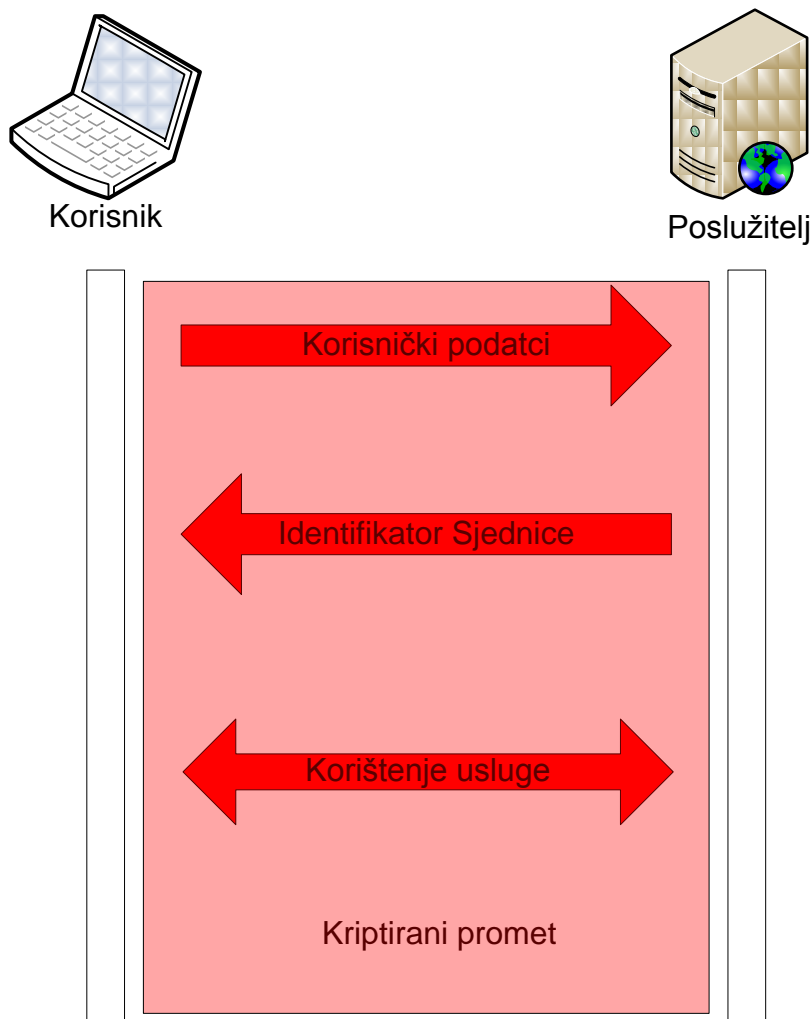 Korisnik
Poslužitelj
Korisnički podatci
Identifikator Sjednice
Korištenje usluge
Kriptirani promet